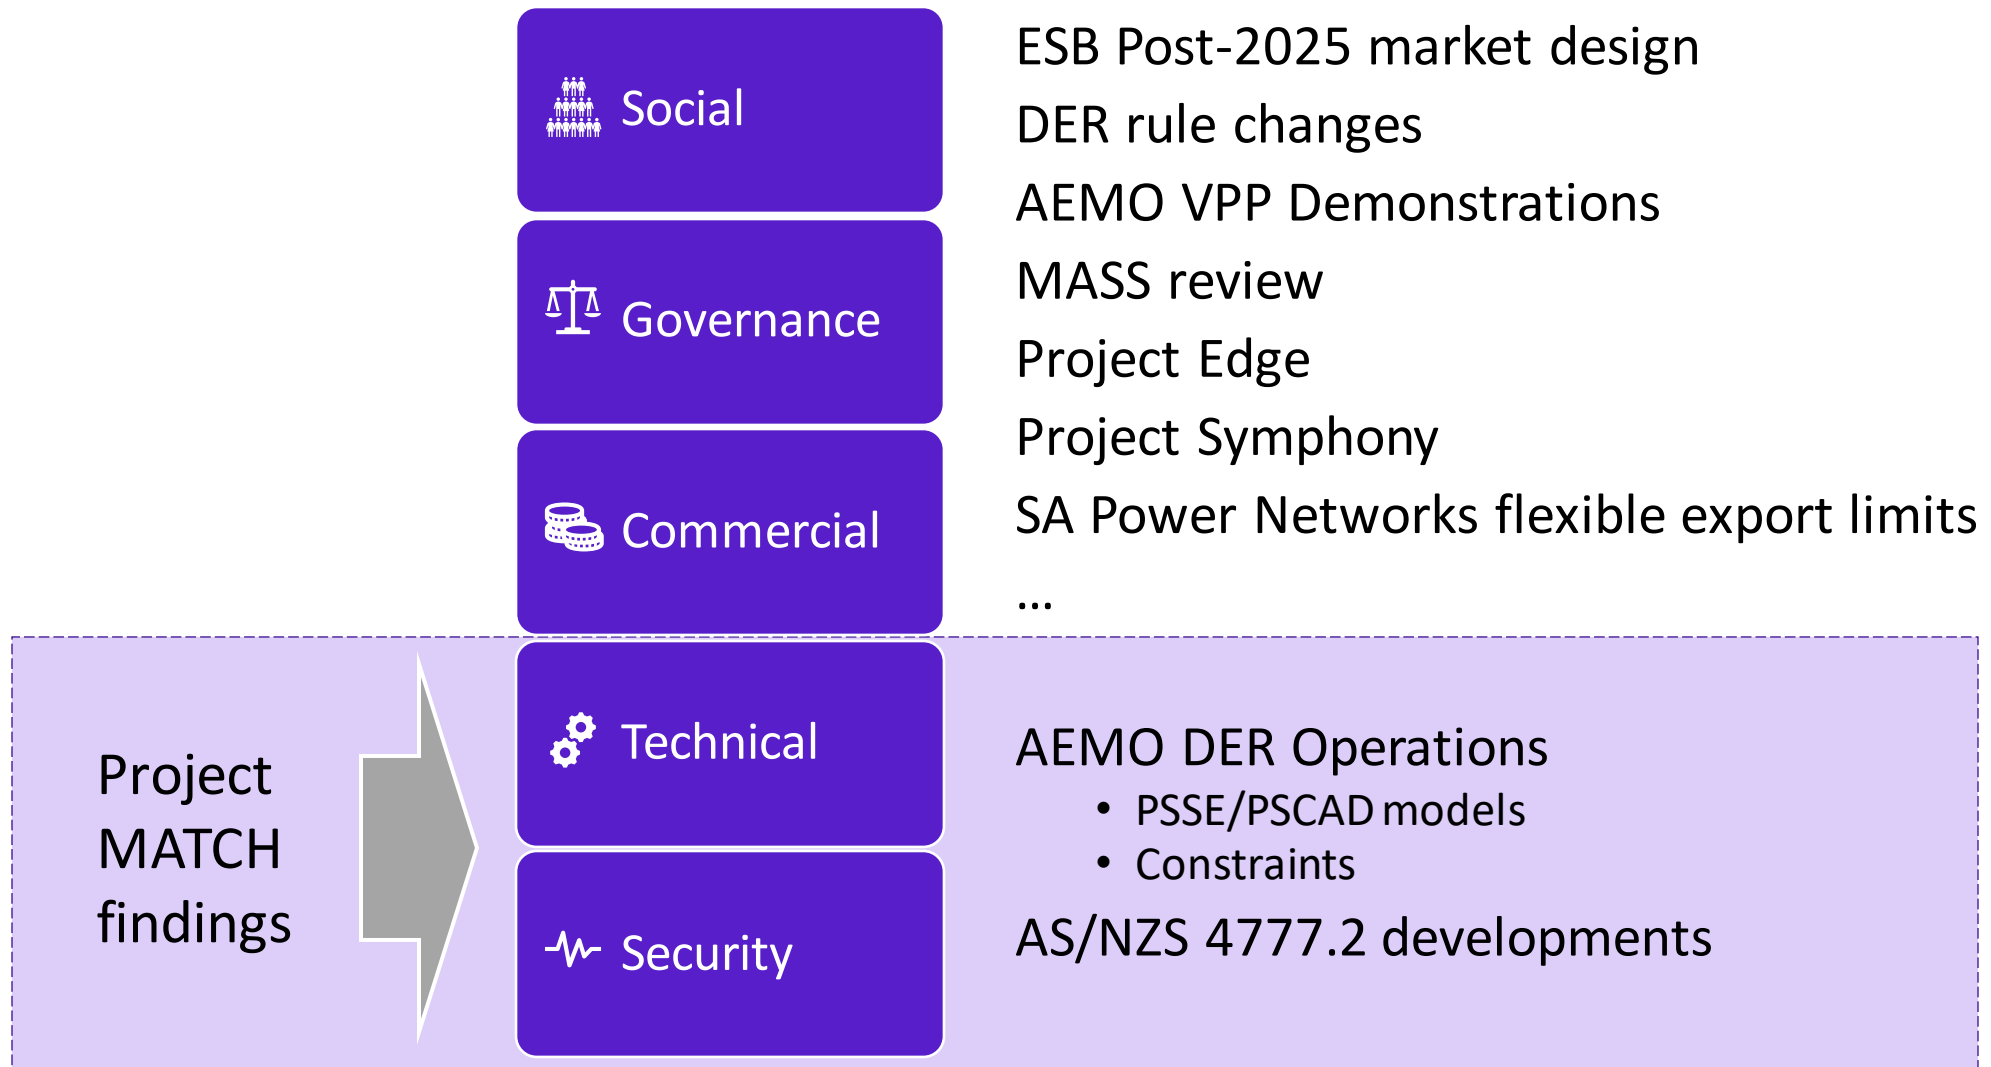 Social
Governance
Commercial
ESB Post-2025 market design
DER rule changes
AEMO VPP Demonstrations
MASS review
Project Edge
Project Symphony
SA Power Networks flexible export limits
...
Project
MATCH
findings
Technical
Security
AEMO DER Operations
• PSSE/PSCAD models
• Constraints
AS/NZS 4777.2 developments